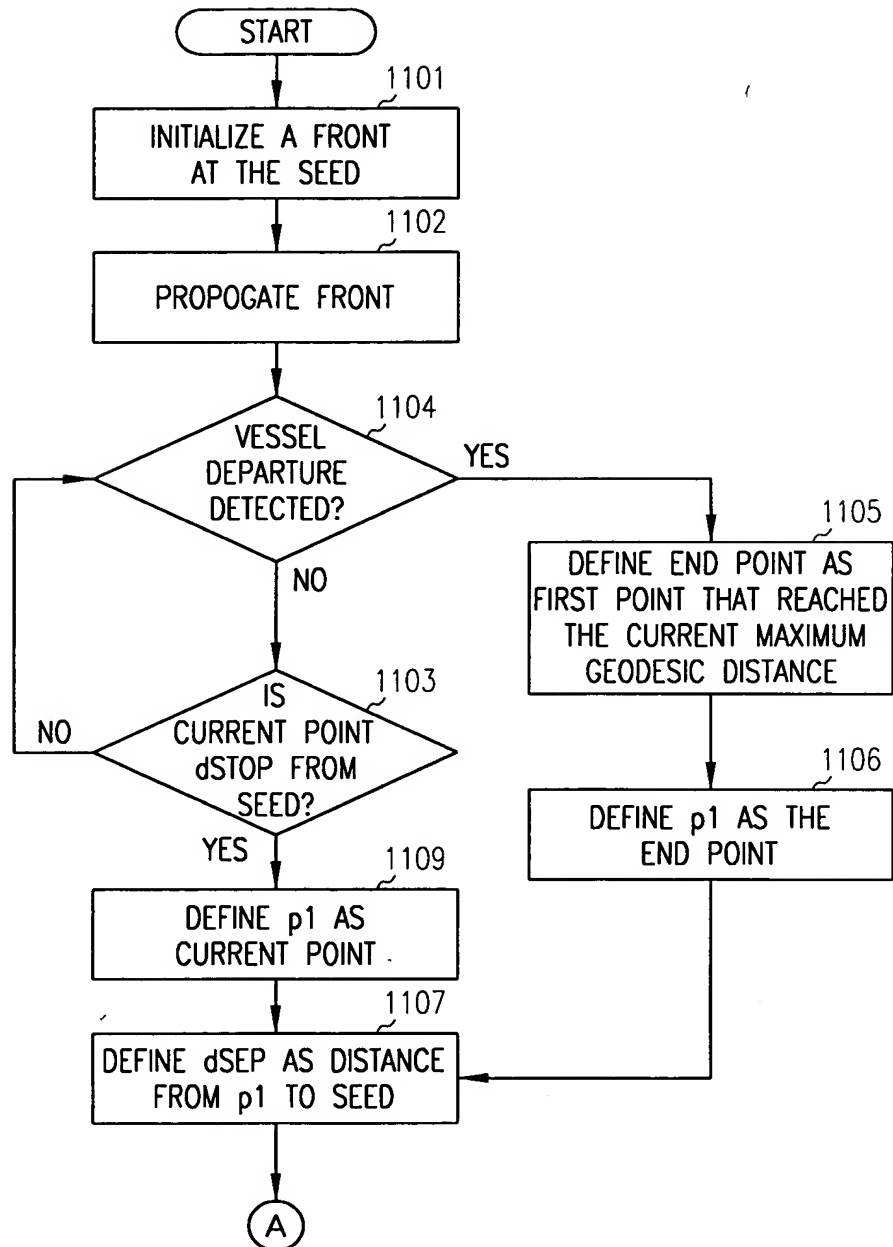 START
1101
INITIALIZE A FRONT
AT THE SEED
1102
PROPOGATE FRONT
1104
VESSEL
DEPARTURE
DETECTED?
YES
NO
1105
DEFINE END POINT AS
FIRST POINT THAT REACHED
THE CURRENT MAXIMUM
GEODESIC DISTANCE
1103
IS
CURRENT POINT
dSTOP FROM
SEED?
NO
YES
1106
DEFINE p1 AS THE
END POINT
1109
DEFINE p1 AS
CURRENT POINT
1107
DEFINE dSEP AS DISTANCE
FROM p1 TO SEED
A